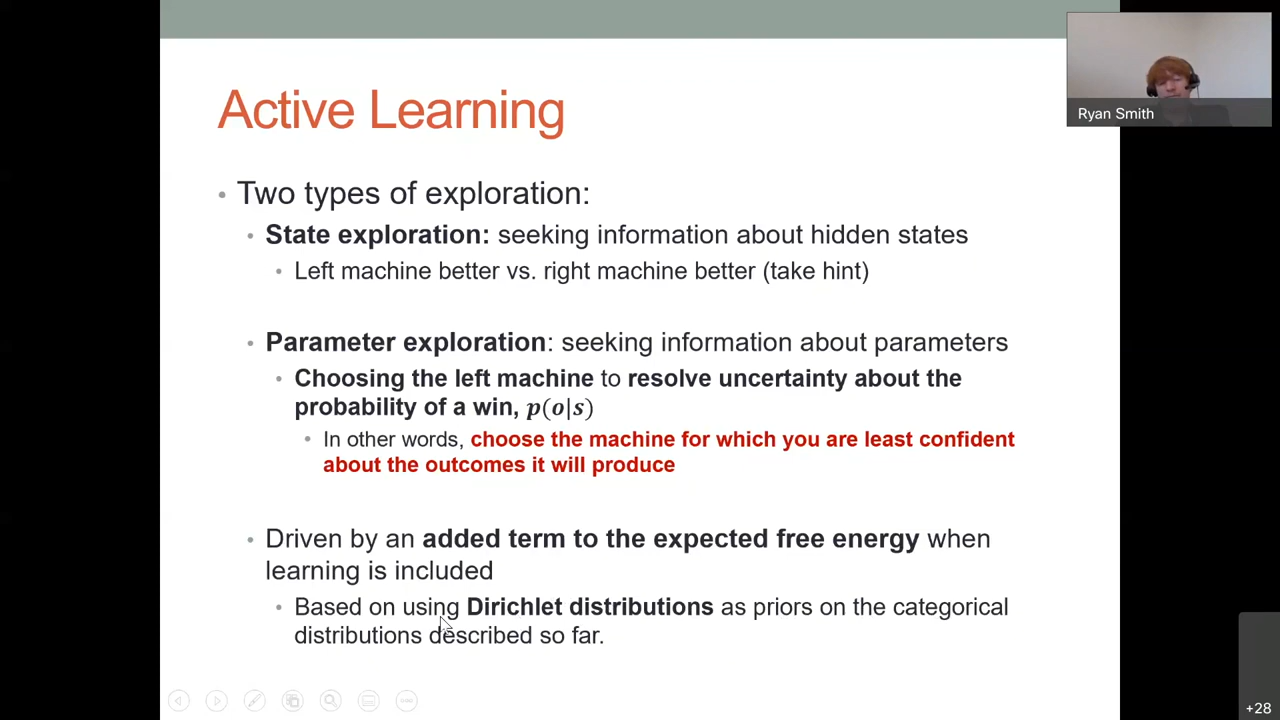 Active Learning
Ryan Smith
• Two types of exploration:
• State exploration: seeking information about hidden states
• Left machine better vs. right machine better (take hint)
• Parameter exploration: seeking information about parameters
• Choosing the left machine to resolve uncertainty about the
probability of a win, p(o|s)
• In other words, choose the machine for which you are least confident
about the outcomes it will produce
• Driven by an added term to the expected free energy when
learning is included
• Based on using Dirichlet distributions as priors on the categorical
distributions described so far.
+28